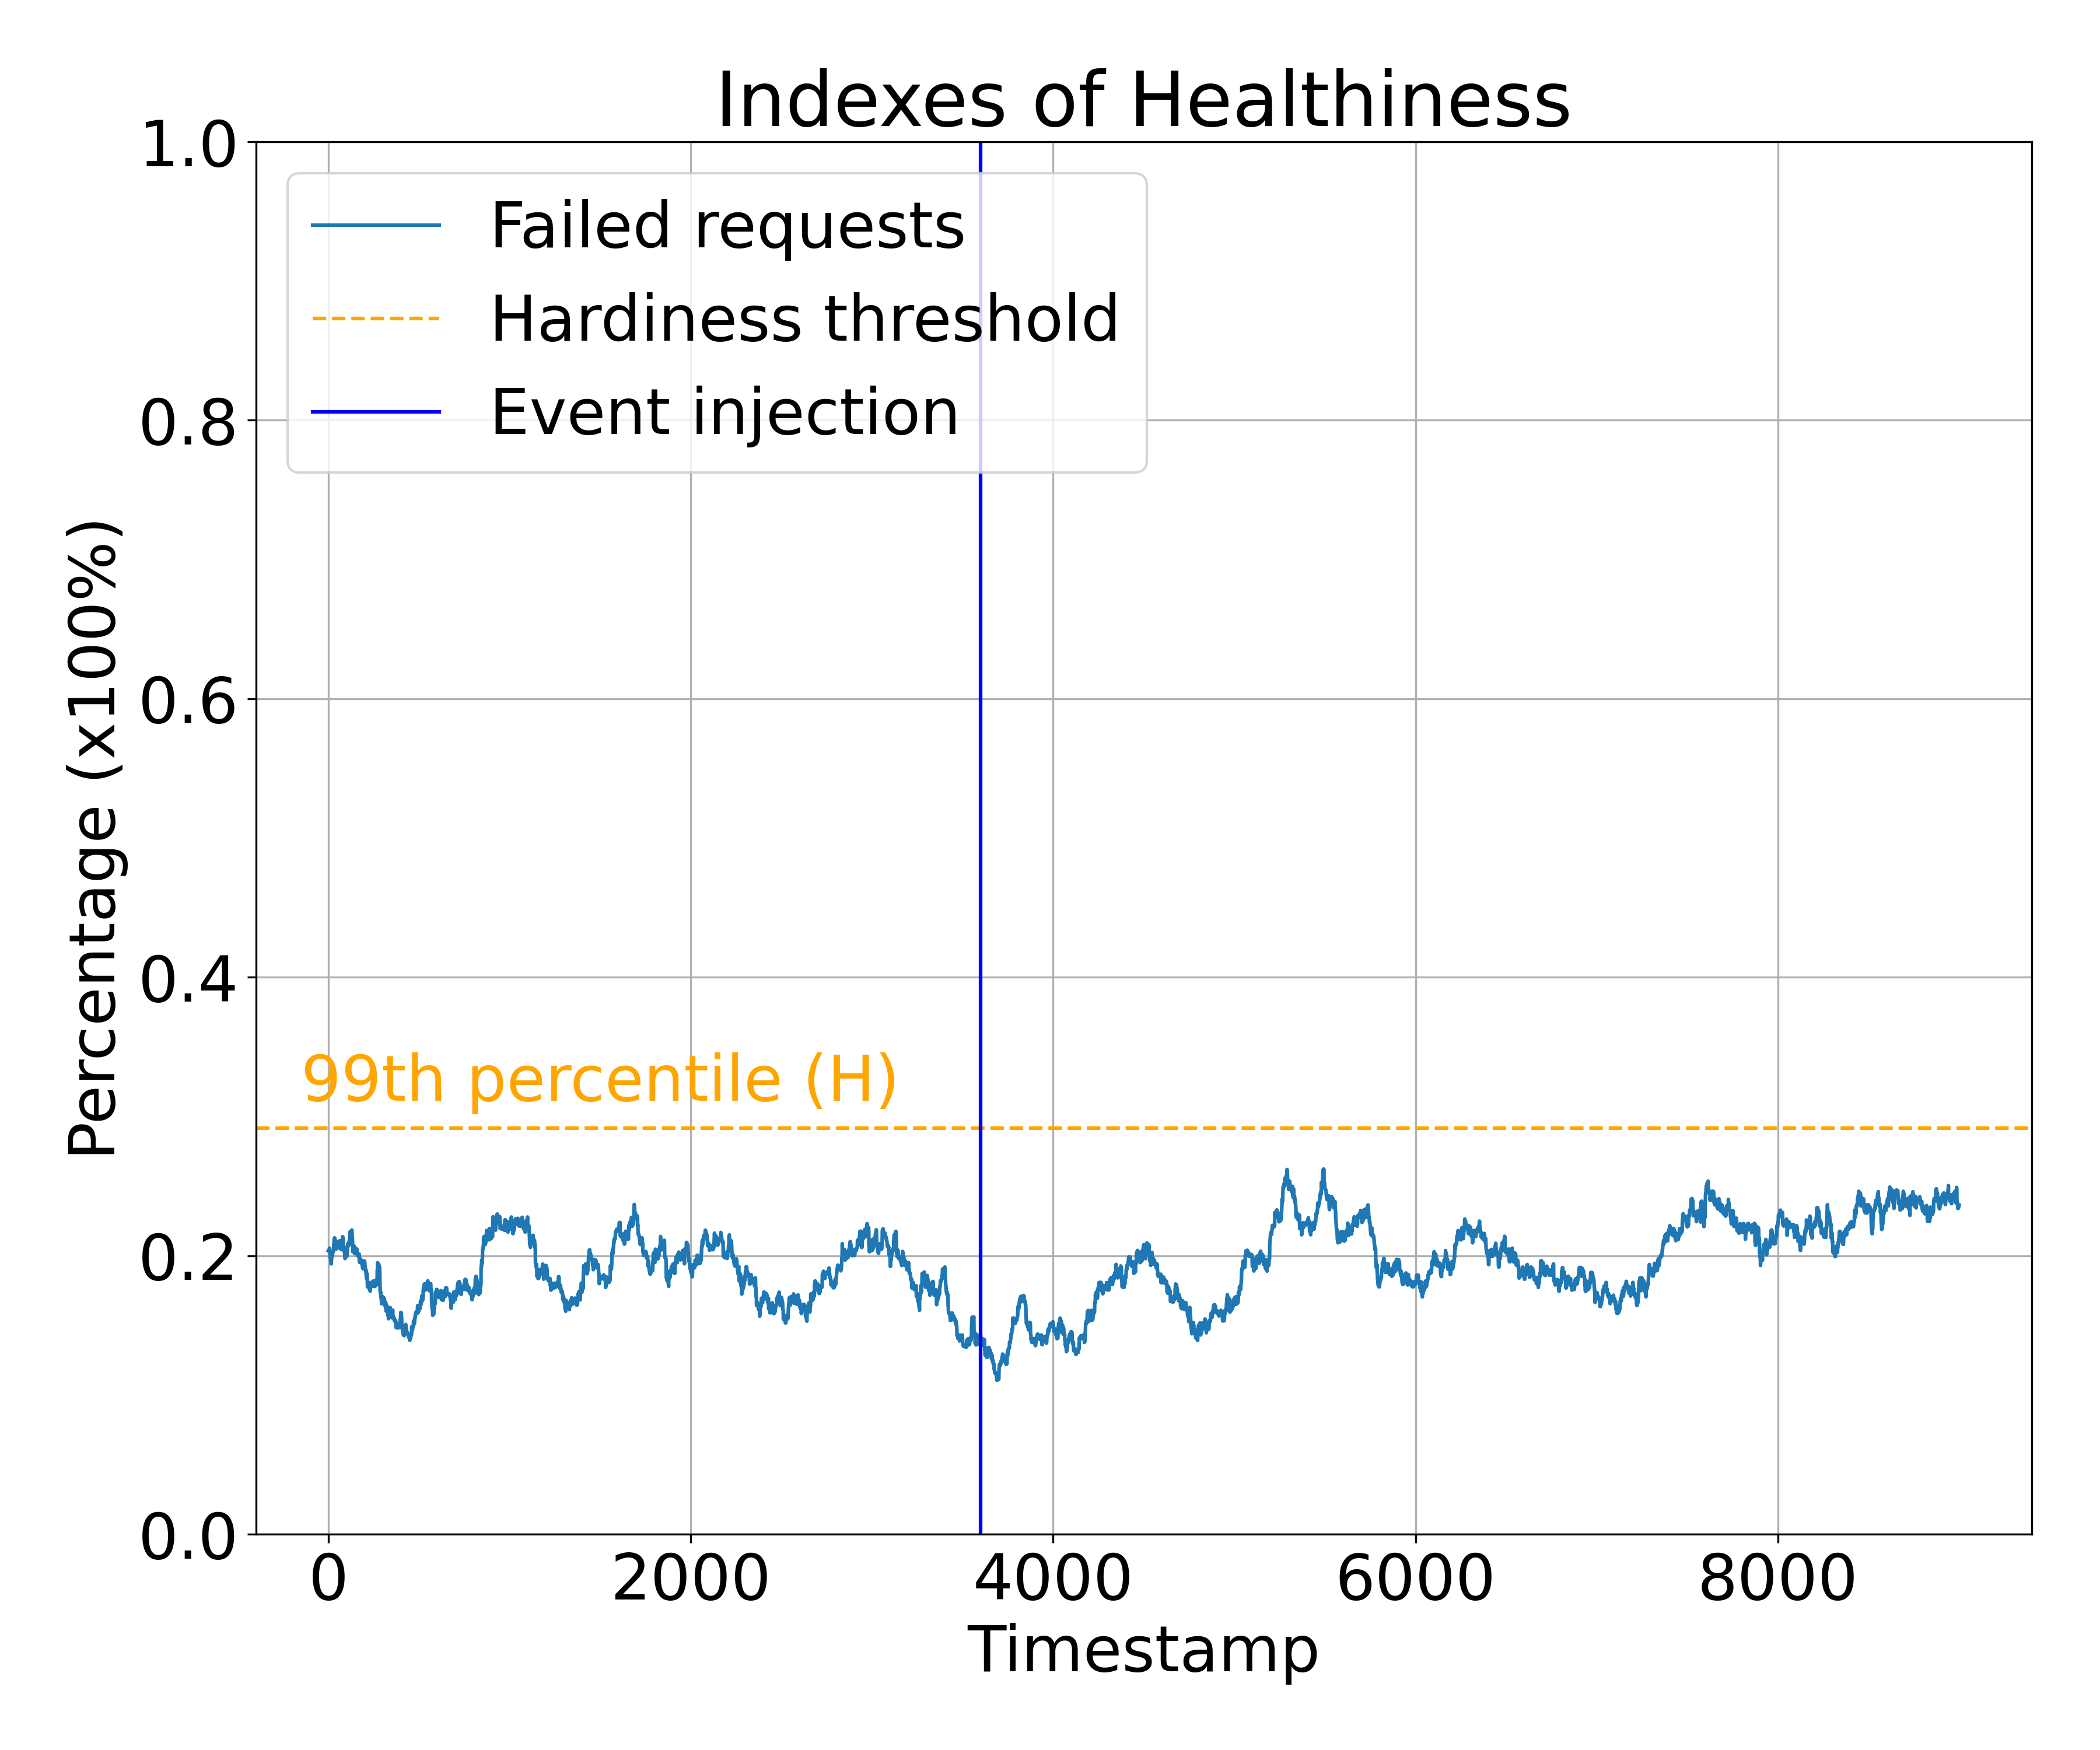 Indexes of Healthiness
1.0
0.8
0.6
0.4
0.2
0.0
Percentage (x100%)
Failed requests
Hardiness threshold
Event injection
99th percentile (H)
0 2000 4000 6000 8000
Timestamp